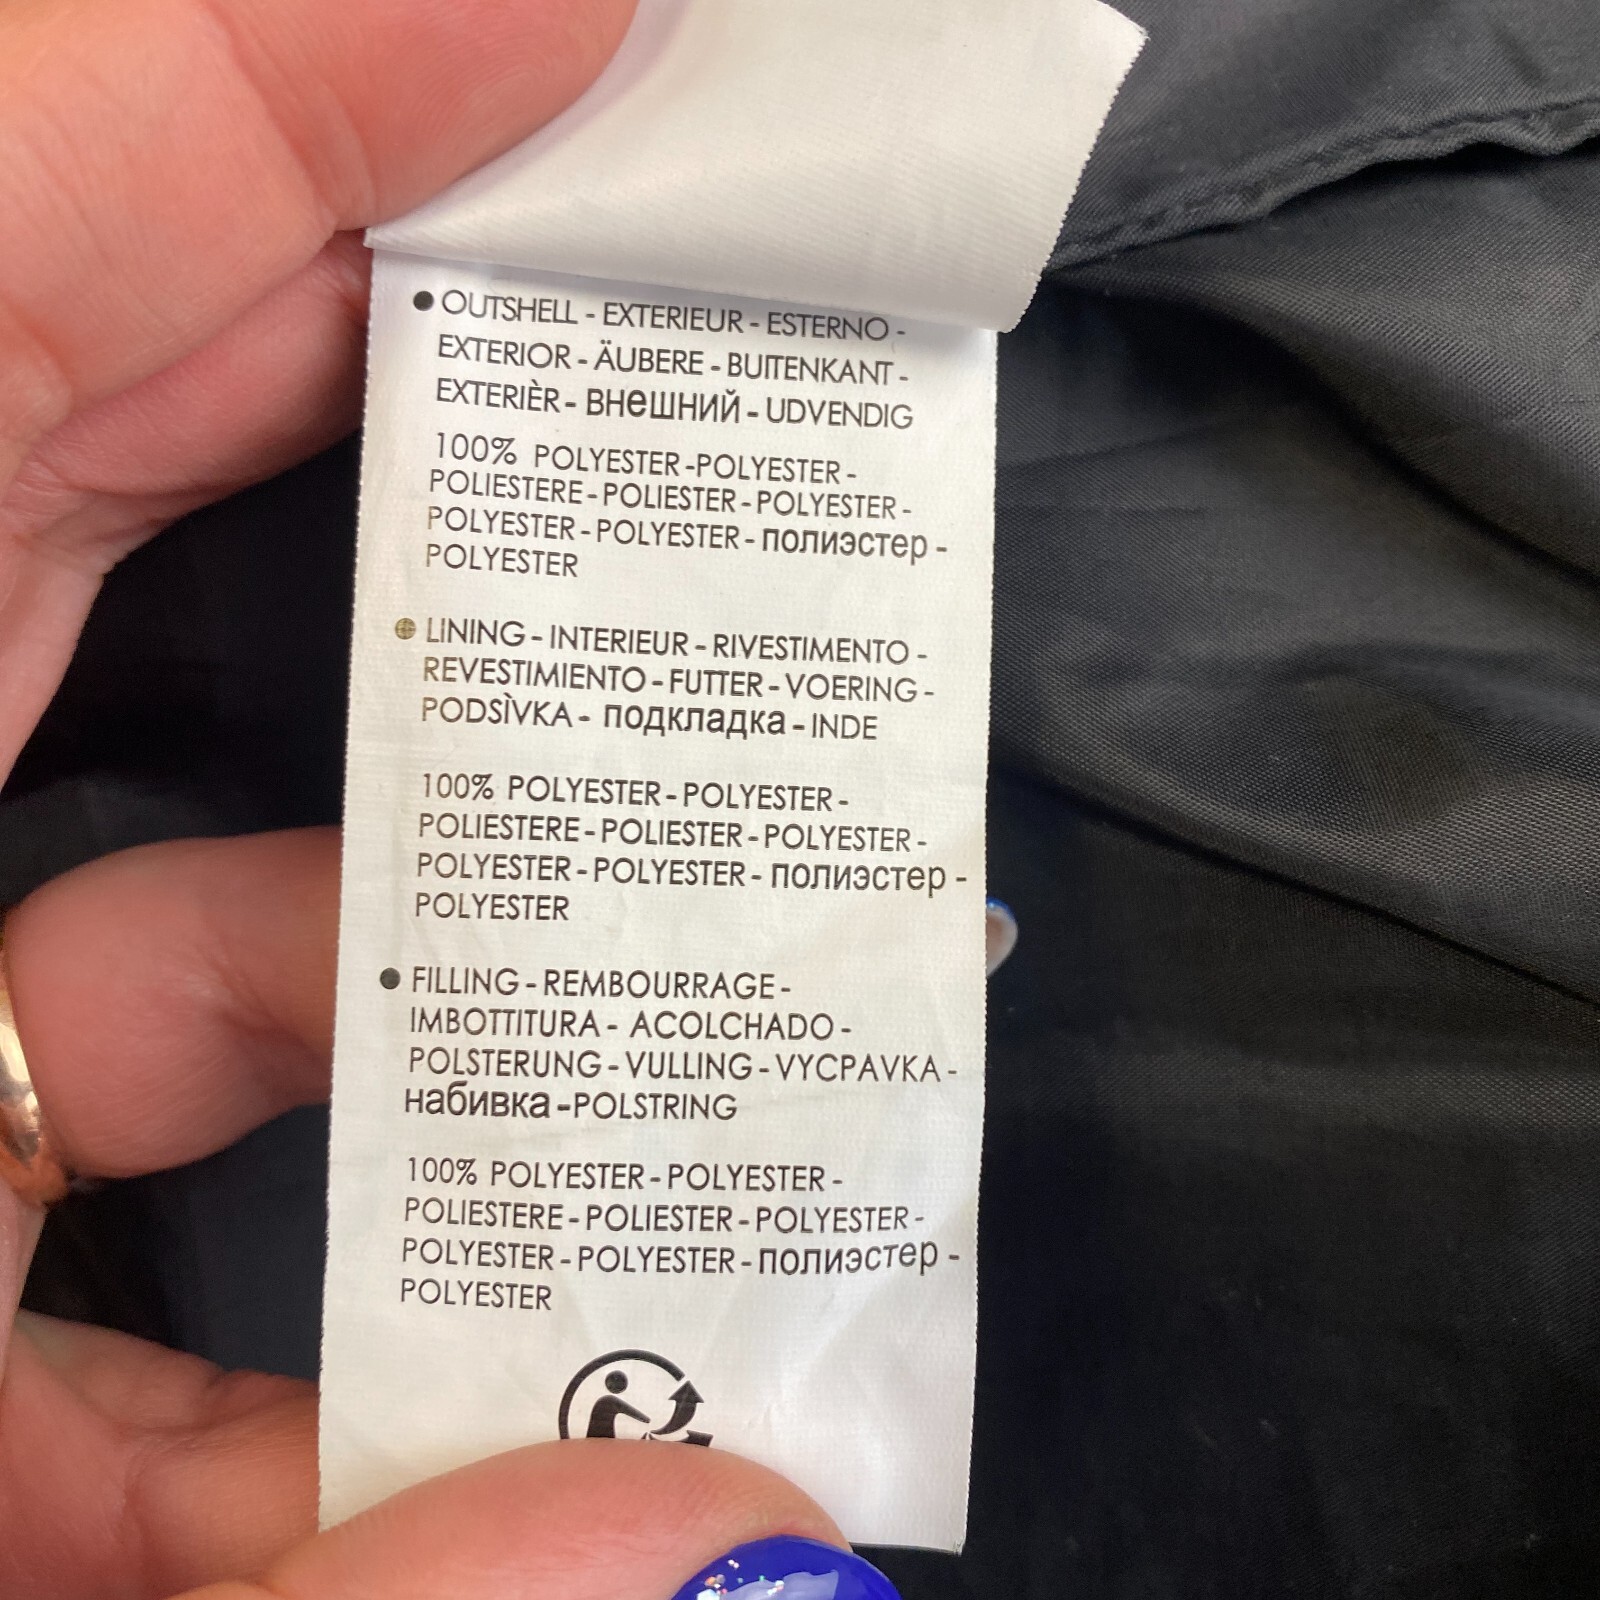 ● OUTSHELL - EXTERIEUR - ESTERNO -
EXTERIOR - ÄUBERE - BUITENKANT -
EXTERIÈR - ВНеШНИЙ - UDVENDIG
100% POLYESTER -POLYESTER -
POLIESTERE - POLIESTER - POLYESTER -
POLYESTER - POLYESTER - полиэстер -
POLYESTER
● LINING - INTERIEUR - RIVESTIMENTO -
REVESTIMIENTO - FUTTER - VOERING -
PODSÌVKA - подкладка - INDE
100% POLYESTER - POLYESTER -
POLIESTERE - POLIESTER - POLYESTER -
POLYESTER - POLYESTER - полиэстер -
POLYESTER
● FILLING - REMBOURRAGE -
IMBOTTITURA - ACOLCHADO -
POLSTERUNG - VULLING - VYCPAVKA -
набивка -POLSTRING
100% POLYESTER - POLYESTER -
POLIESTERE - POLIESTER - POLYESTER -
POLYESTER - POLYESTER - полиэстер -
POLYESTER